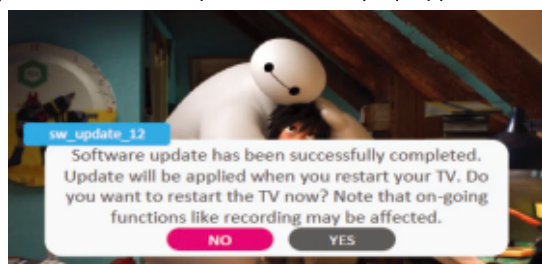 sw_update_12
Software update has been successfully completed.
Update will be applied when you restart your TV. Do
you want to restart the TV now? Note that on-going
functions like recording may be affected.
NO YES